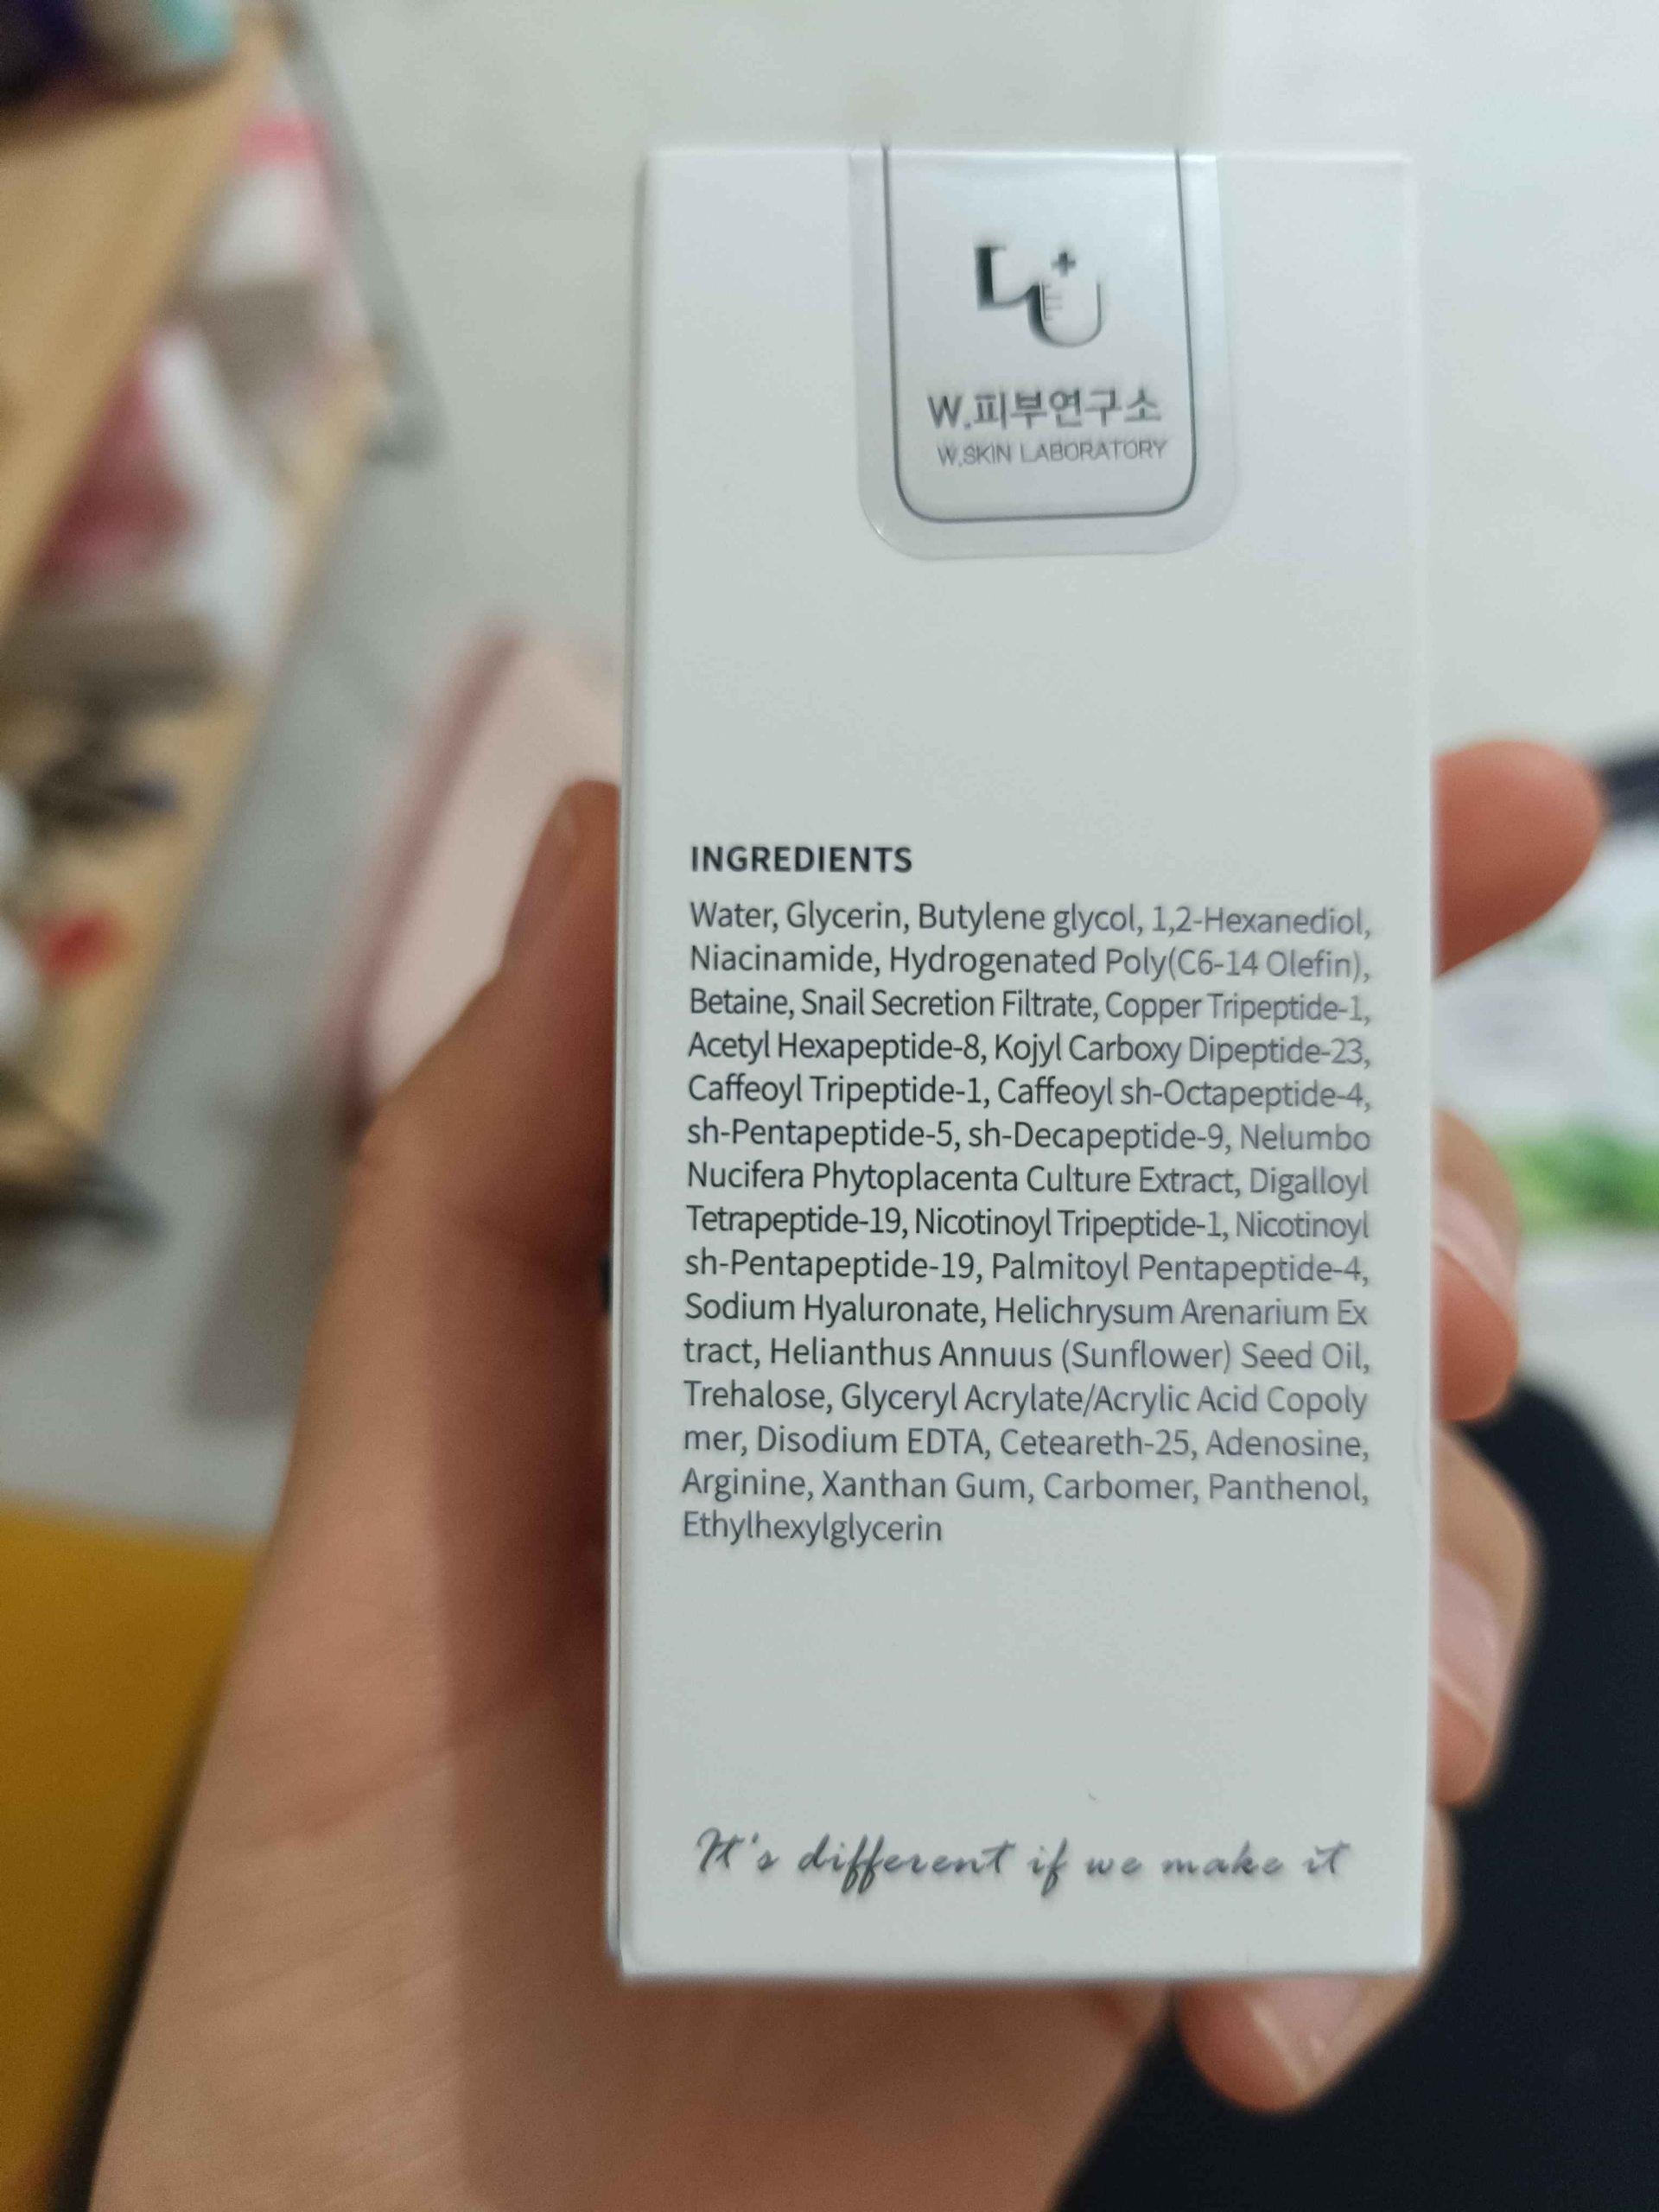 W.피부연구소
W.SKIN LABORATORY
INGREDIENTS
Water, Glycerin, Butylene glycol, 1,2-Hexanediol,
Niacinamide, Hydrogenated Poly(C6-14 Olefin),
Betaine, Snail Secretion Filtrate, Copper Tripeptide-1,
Acetyl Hexapeptide-8, Kojyl Carboxy Dipeptide-23,
Caffeoyl Tripeptide-1, Caffeoyl sh-Octapeptide-4,
sh-Pentapeptide-5, sh-Decapeptide-9, Nelumbo
Nucifera Phytoplacenta Culture Extract, Digalloyl
Tetrapeptide-19, Nicotinoyl Tripeptide-1, Nicotinoyl
sh-Pentapeptide-19, Palmitoyl Pentapeptide-4,
Sodium Hyaluronate, Helichrysum Arenarium Ex
tract, Helianthus Annuus (Sunflower) Seed Oil,
Trehalose, Glyceryl Acrylate/Acrylic Acid Copoly
mer, Disodium EDTA, Ceteareth-25, Adenosine,
Arginine, Xanthan Gum, Carbomer, Panthenol,
Ethylhexylglycerin
It's different if we make it